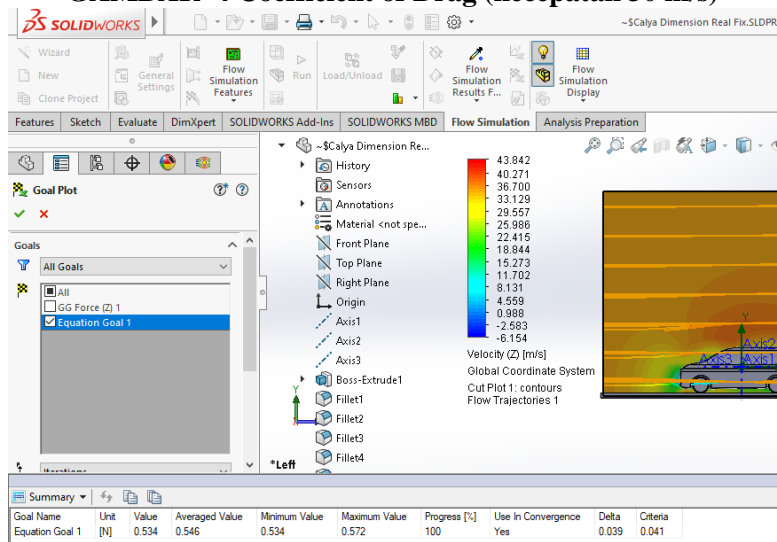 SOLIDWORKS
~$Calya Dimension Real Fix.SLDPR
Wizard
New
Clone Project
General Settings
Flow Simulation Features
Run
Load/Unload
Flow Simulation Results F...
Flow Simulation Display
Features Sketch Evaluate DimXpert SOLIDWORKS Add-Ins SOLIDWORKS MBD Flow Simulation Analysis Preparation
Goal Plot
Goals
All Goals
All
GG Force (Z) 1
Equation Goal 1
~$Calya Dimension Re...
History
Sensors
Annotations
Material <not spe...
Front Plane
Top Plane
Right Plane
Origin
Axis1
Axis2
Axis3
Boss-Extrude1
Fillet1
Fillet2
Fillet3
Fillet4
43.842
40.271
36.700
33.129
29.557
25.986
22.415
18.844
15.273
11.702
8.131
4.559
0.988
-2.583
-6.154
Velocity (Z) [m/s]
Global Coordinate System
Cut Plot 1: contours
Flow Trajectories 1
Y
Axis2
Axis3
Axis1
Y
*Left
Summary
Goal Name Unit Value Averaged Value Minimum Value Maximum Value Progress [%] Use In Convergence Delta Criteria
Equation Goal 1 [N] 0.534 0.546 0.534 0.572 100 Yes 0.039 0.041